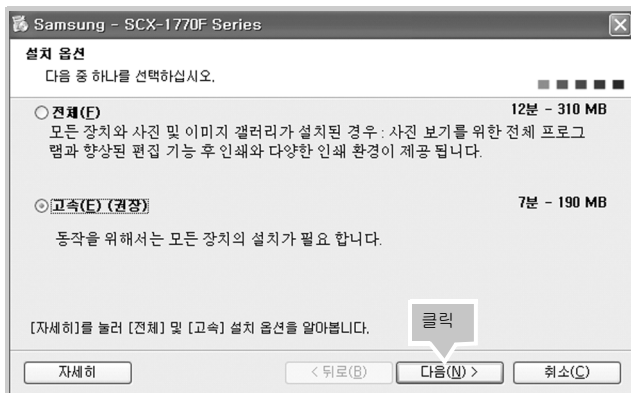 Samsung - SCX-1770F Series
설치 옵션
다음 중 하나를 선택하십시오.
전체(F) 12분 - 310 MB
모든 장치와 사진 및 이미지 갤러리가 설치된 경우 : 사진 보기를 위한 전체 프로그
램과 향상된 편집 기능 후 인쇄와 다양한 인쇄 환경이 제공 됩니다.
고속(E) (권장) 7분 - 190 MB
동작을 위해서는 모든 장치의 설치가 필요 합니다.
[자세히]를 눌러 [전체] 및 [고속] 설치 옵션을 알아봅니다.
클릭
자세히 < 뒤로(B) 다음(N) > 취소(C)